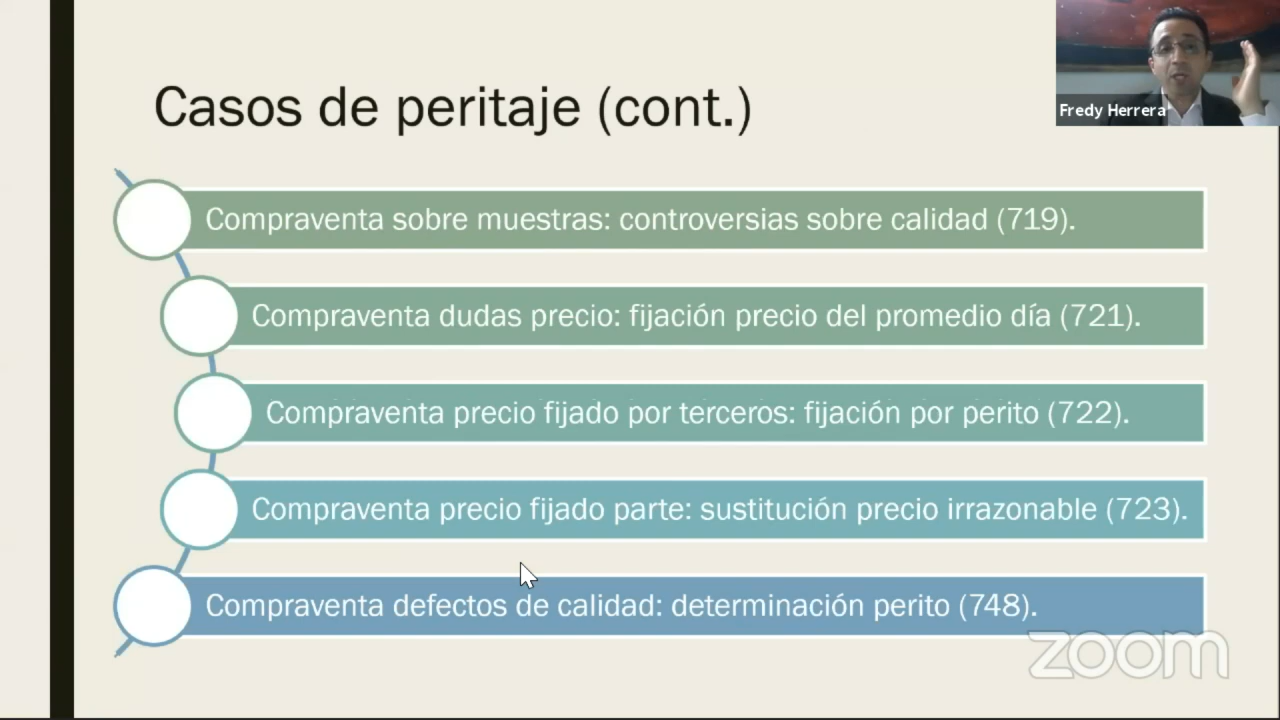 Casos de peritaje (cont.)
Fredy Herrera
Compraventa sobre muestras: controversias sobre calidad (719).
Compraventa dudas precio: fijación precio del promedio día (721).
Compraventa precio fijado por terceros: fijación por perito (722).
Compraventa precio fijado parte: sustitución precio irrazonable (723).
Compraventa defectos de calidad: determinación perito (748).
zoom